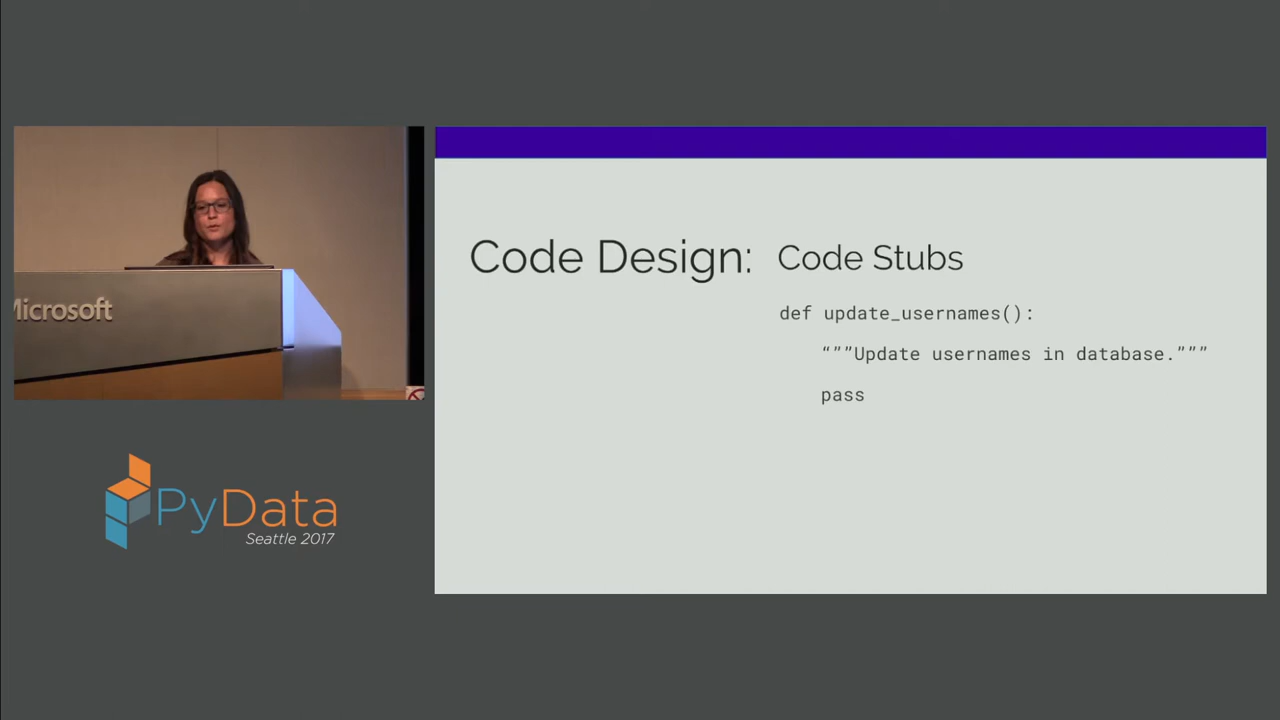 Microsoft
PyData
Seattle 2017
Code Design: Code Stubs
def update_usernames():
“””Update usernames in database.”””
pass